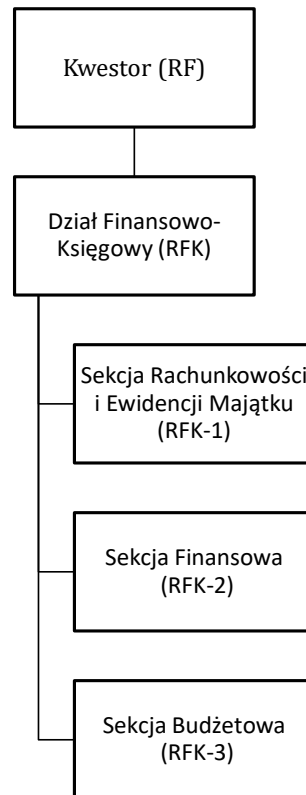 Kwestor (RF)
Dział Finansowo-
Księgowy (RFK)
Sekcja Rachunkowości
i Ewidencji Majątku
(RFK-1)
Sekcja Finansowa
(RFK-2)
Sekcja Budżetowa
(RFK-3)